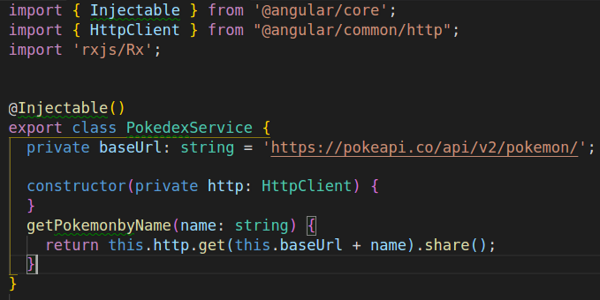 import { Injectable } from '@angular/core';
import { HttpClient } from "@angular/common/http";
import 'rxjs/Rx';
@Injectable()
export class PokedexService {
private baseUrl: string = 'https://pokeapi.co/api/v2/pokemon/';
constructor(private http: HttpClient) {
}
getPokemonbyName(name: string) {
return this.http.get(this.baseUrl + name).share();
}
}